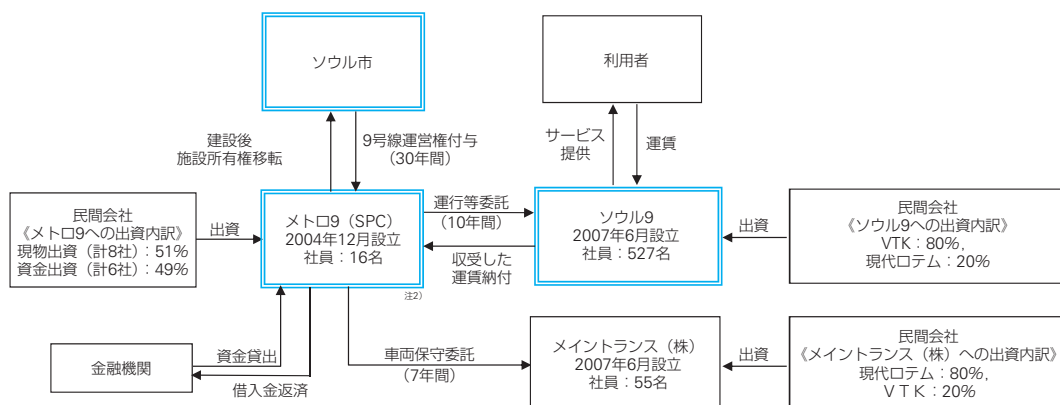 ソウル市
利用者
建設後
施設所有権移転
9号線運営権付与
（30年間）
サービス
提供
運賃
民間会社
《メトロ9への出資内訳》
現物出資（計8社）：51%
資金出資（計6社）：49%
出資
メトロ9（SPC）
2004年12月設立
社員：16名
注2）
運行等委託
（10年間）
収受した
運賃納付
ソウル9
2007年6月設立
社員：527名
出資
民間会社
《ソウル9への出資内訳》
VTK：80%，
現代ロテム：20%
金融機関
資金貸出
借入金返済
車両保守委託
（7年間）
メイントランス（株）
2007年6月設立
社員：55名
出資
民間会社
《メイントランス（株）への出資内訳》
現代ロテム：80%，
ＶＴＫ：20%